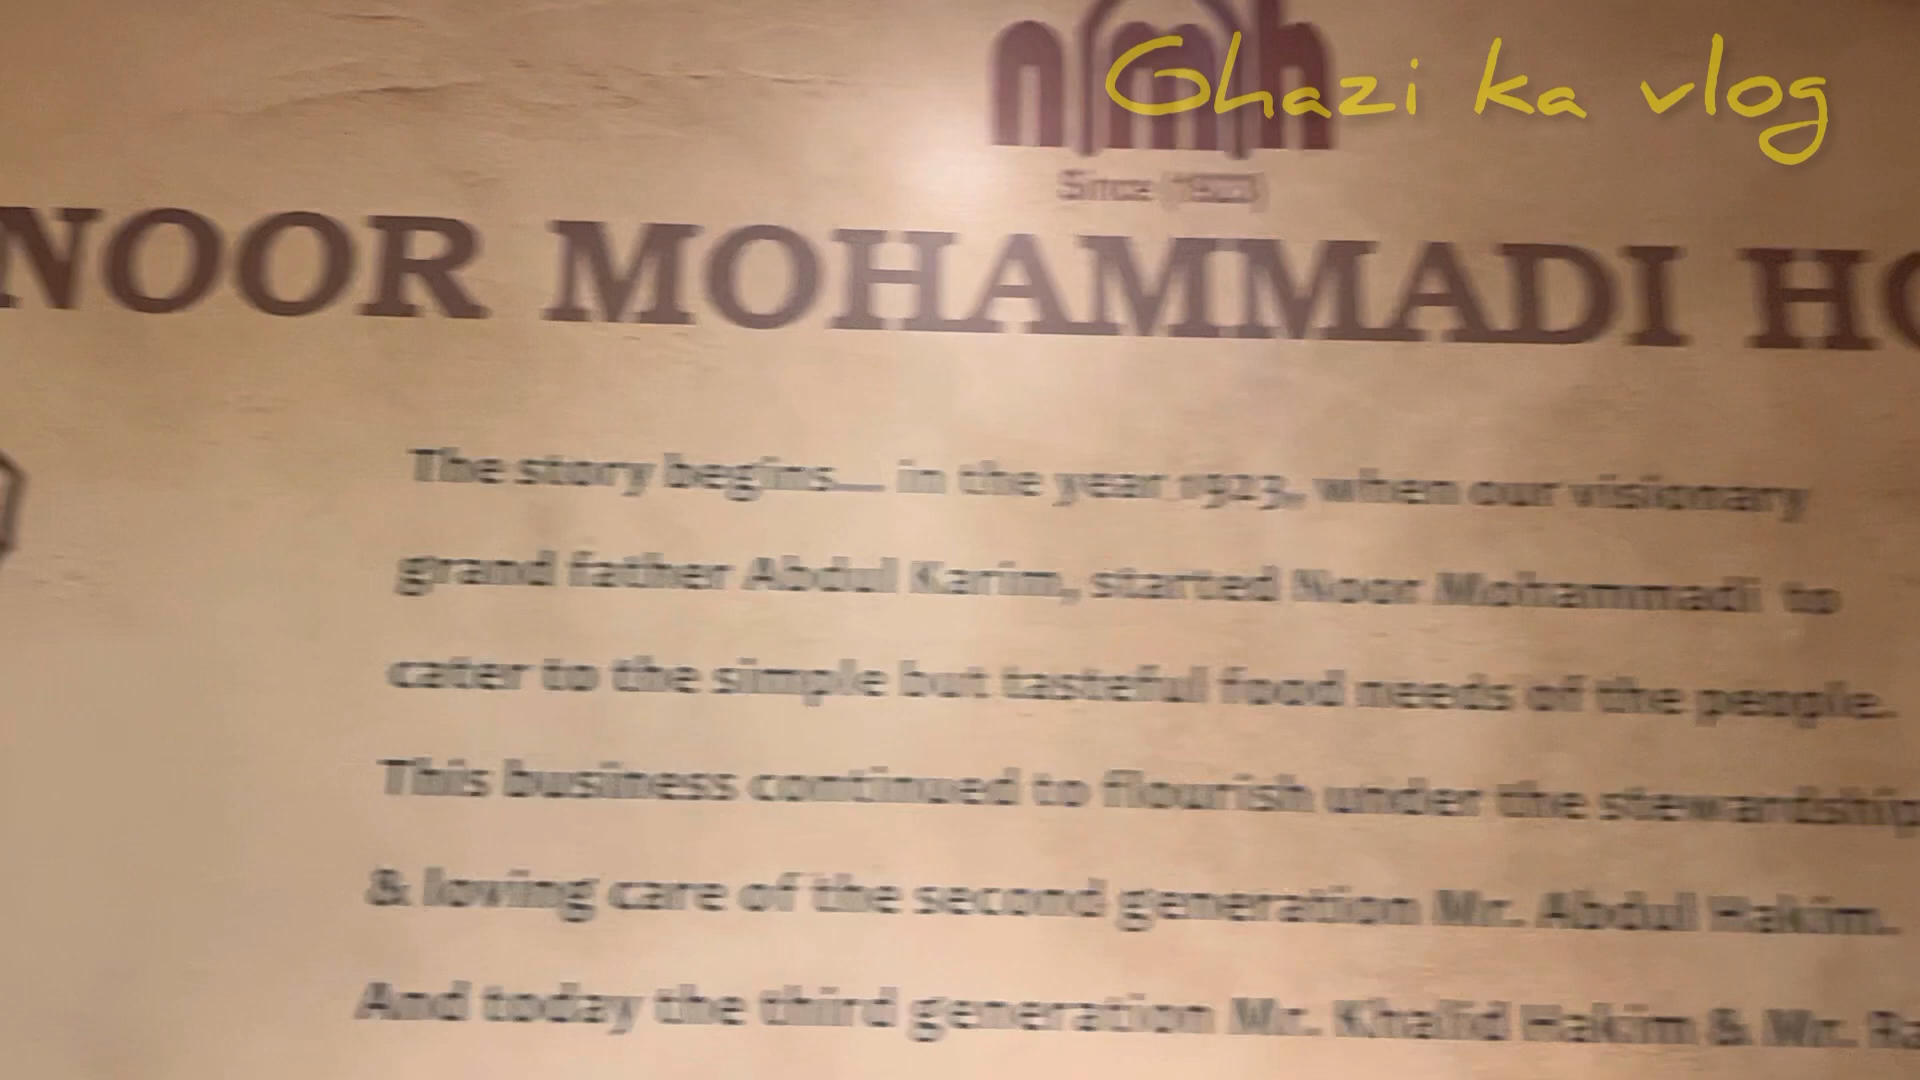 nmh
Ghazi ka vlog
Since (1923)
NOOR MOHAMMADI HO
The story begins.... in the year 1923, when our visionary
grand father Abdul Karim, started Noor Mohammadi to
cater to the simple but tasteful food needs of the people.
This business continued to flourish under the stewardship
& loving care of the second generation Mr. Abdul Hakim.
And today the third generation Mr. Khalid Hakim & Mr. Ra